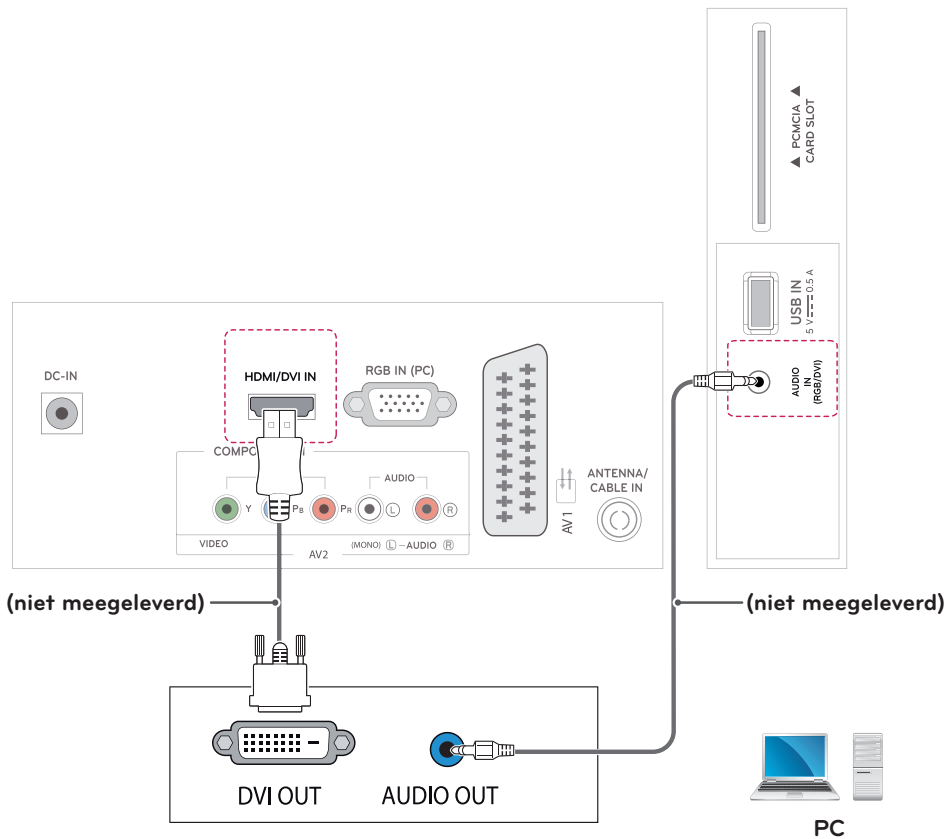 ▲ PCMCIA ▲
CARD SLOT
USB IN
5 V 0.5 A
AUDIO
IN
(RGB/DVI)
DC-IN
HDMI/DVI IN
RGB IN (PC)
COMPO
AUDIO
Y
PB
PR
L
R
VIDEO
(MONO) L – AUDIO R
AV2
AV1
ANTENNA/
CABLE IN
(niet meegeleverd)
(niet meegeleverd)
DVI OUT
AUDIO OUT
PC